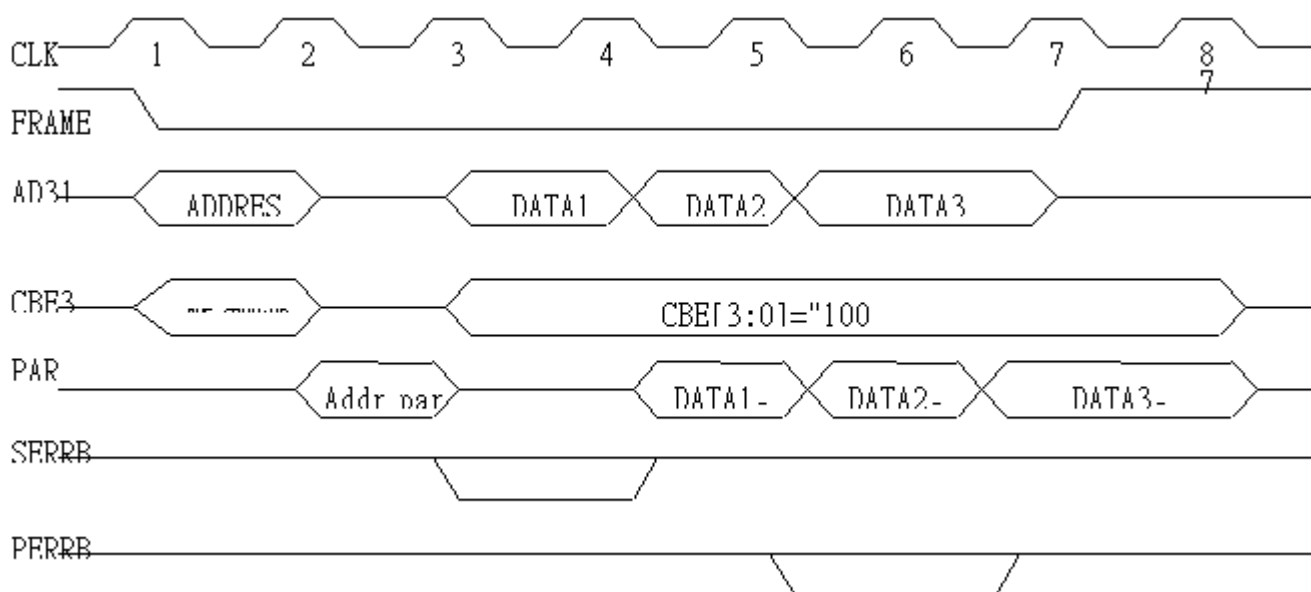 CLK 1 2 3 4 5 6 7 8
7
FRAME
AD31 ADDRES DATA1 DATA2 DATA3
CBE3 CBE[3:0]="100
PAR Addr par DATA1- DATA2- DATA3-
SERRB
PERRB